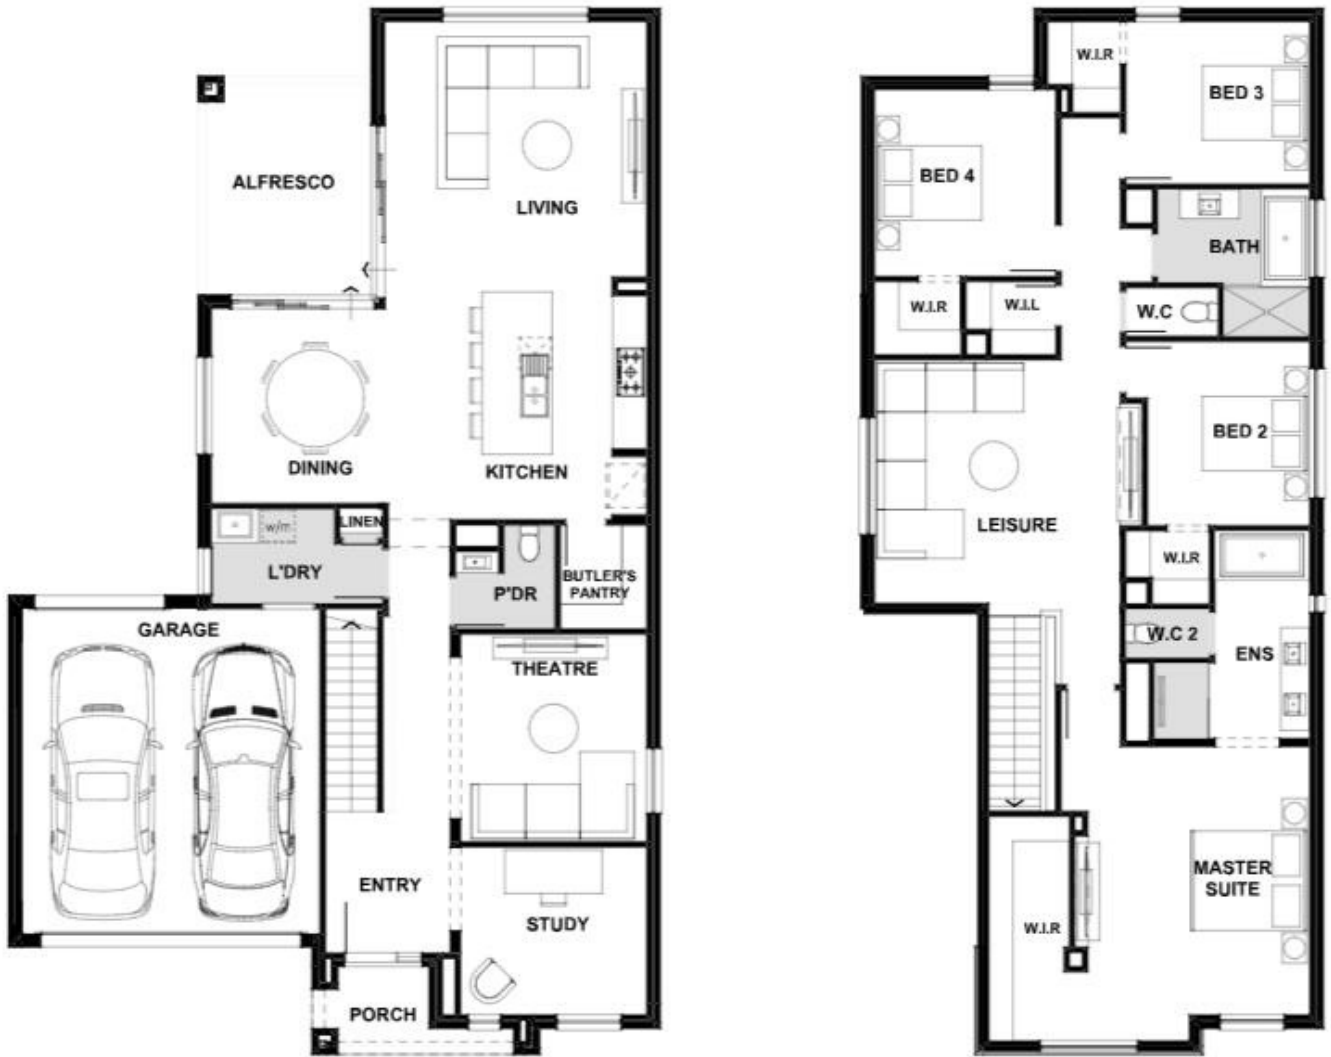 ALFRESCO
LIVING
DINING
KITCHEN
w/m
LINEN
L'DRY
P'DR
BUTLER'S
PANTRY
GARAGE
THEATRE
ENTRY
STUDY
PORCH
W.I.R
BED 3
BED 4
BATH
W.I.R
W.I.L
W.C
BED 2
LEISURE
W.I.R
W.C 2
ENS
MASTER
SUITE
W.I.R